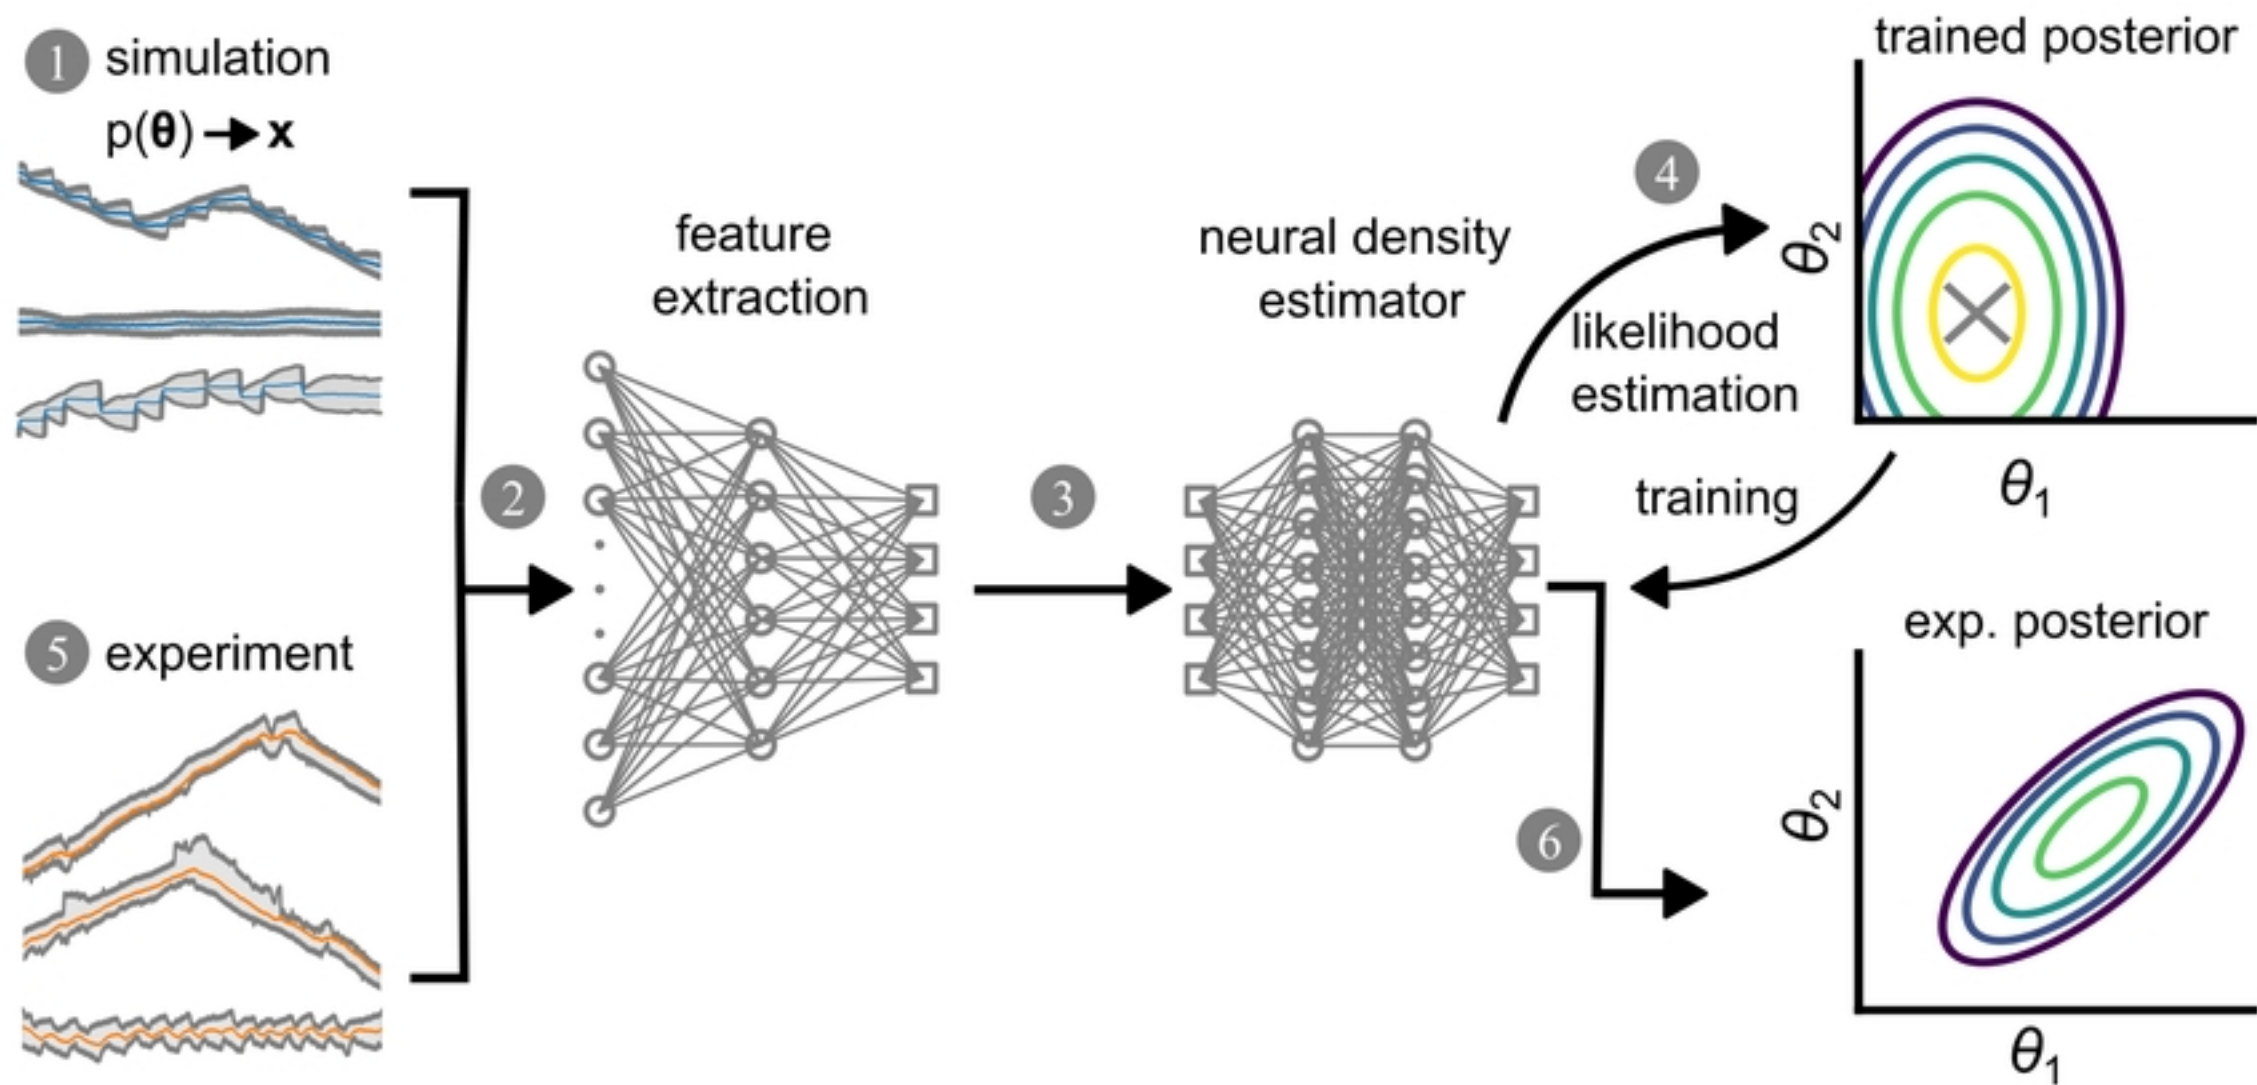 1 simulation
p(θ) → x
2
feature
extraction
3
neural density
estimator
4
likelihood
estimation
training
trained posterior
θ2
θ1
5 experiment
6
exp. posterior
θ2
θ1